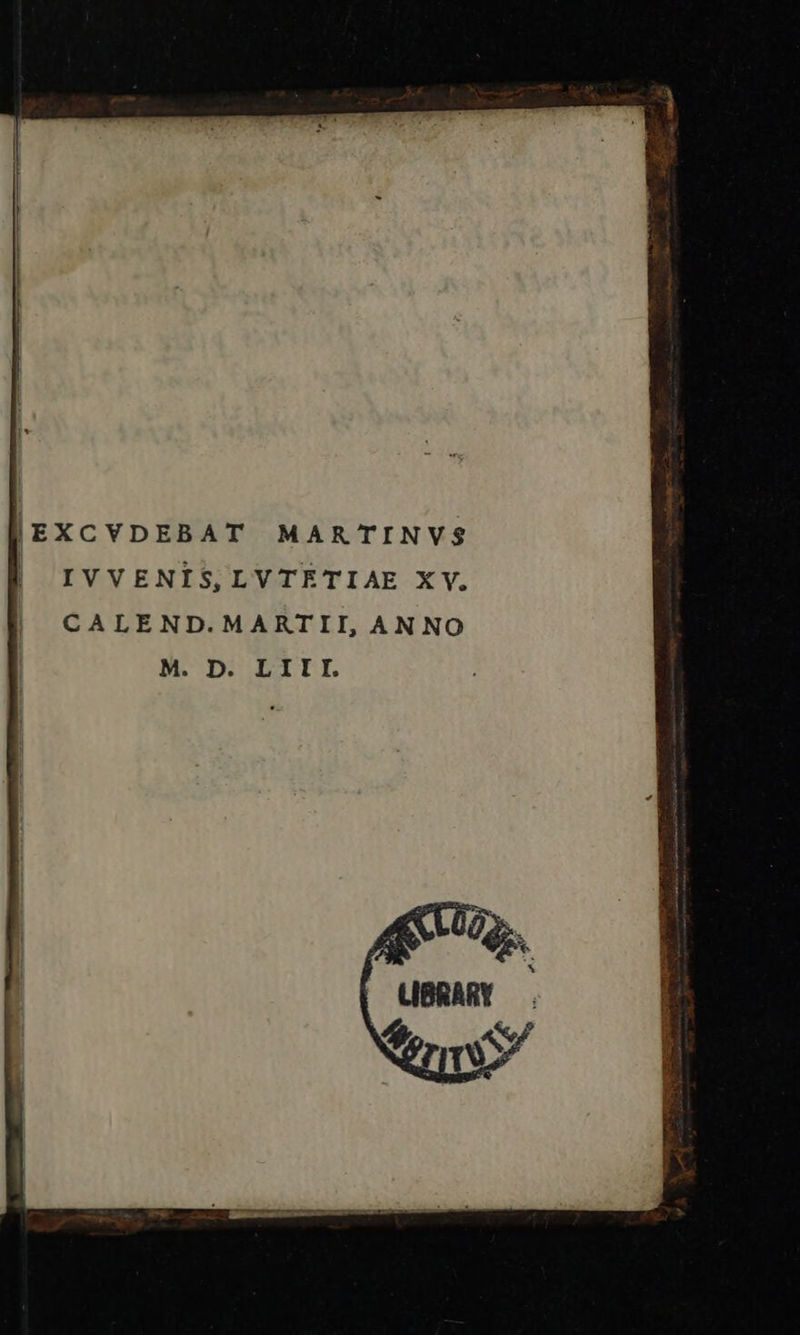 EXCVDEBAT MARTINVS
IVVENIS, LVTETIAE XV.
CALEND. MARTII, ANNO
M. D. LIII.
LIBRARY